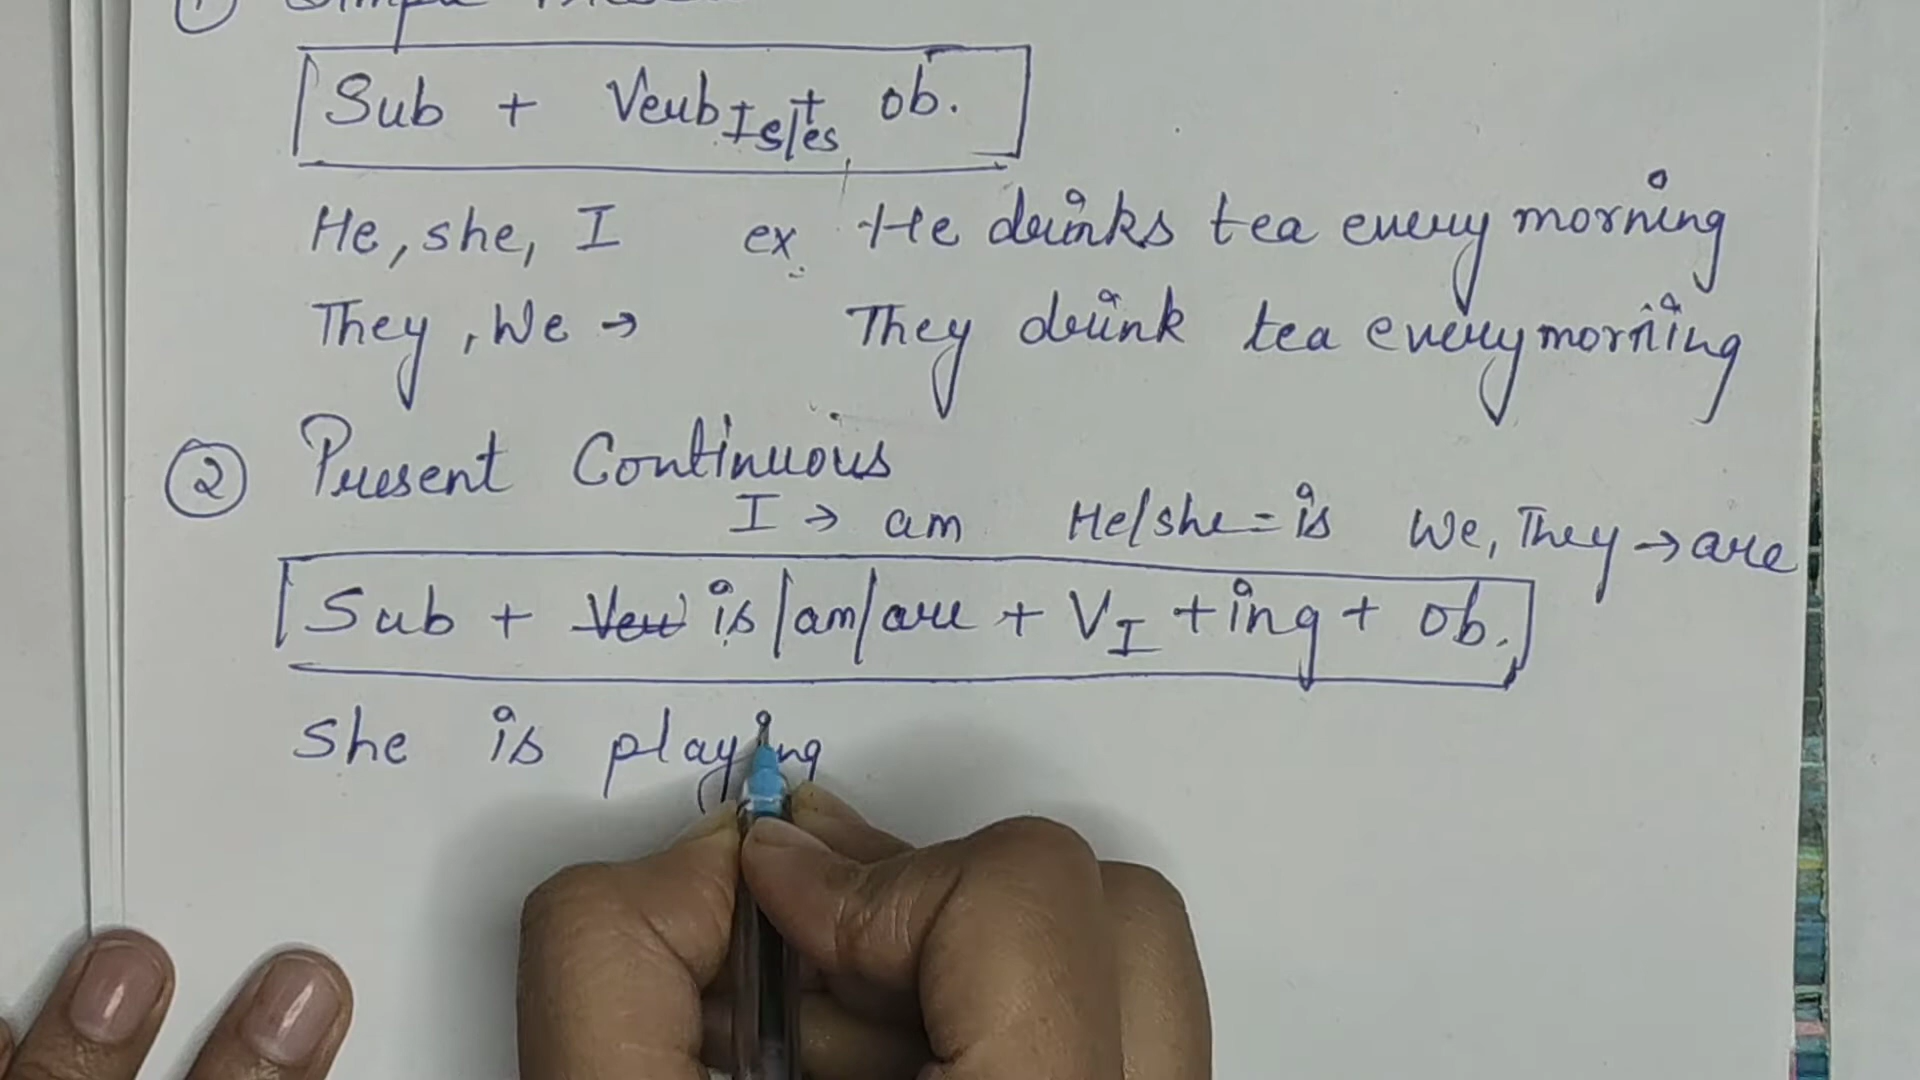 ①
Sub + Verb I s/es + ob.
He, she, I ex. He drinks tea every morning
They, We → They drink tea every morning
② Present Continuous
I → am He/she = is We, They → are
Sub + is/am/are + V I + ing + ob.
She is playing